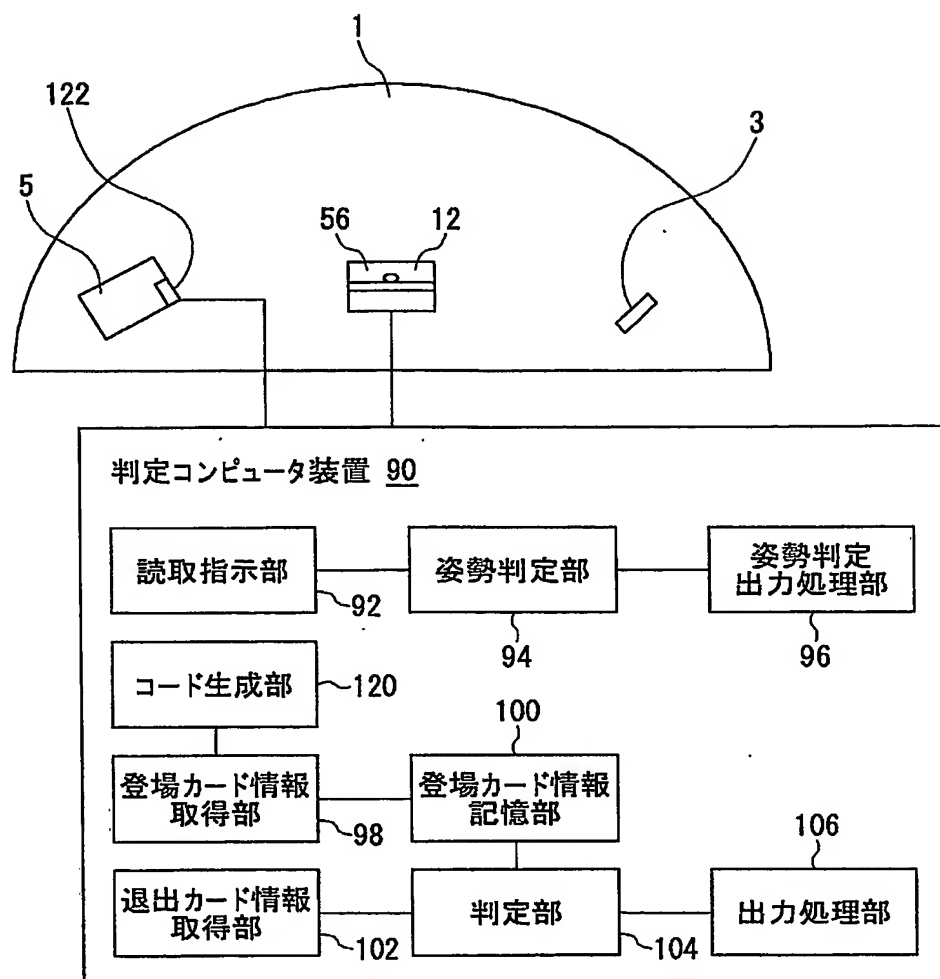 1
122
3
5
56
12
判定コンピュータ装置 90
読取指示部
92
姿勢判定部
94
姿勢判定
出力処理部
96
コード生成部
120
登場カード情報
取得部
98
100
登場カード情報
記憶部
退出カード情報
取得部
102
判定部
104
106
出力処理部